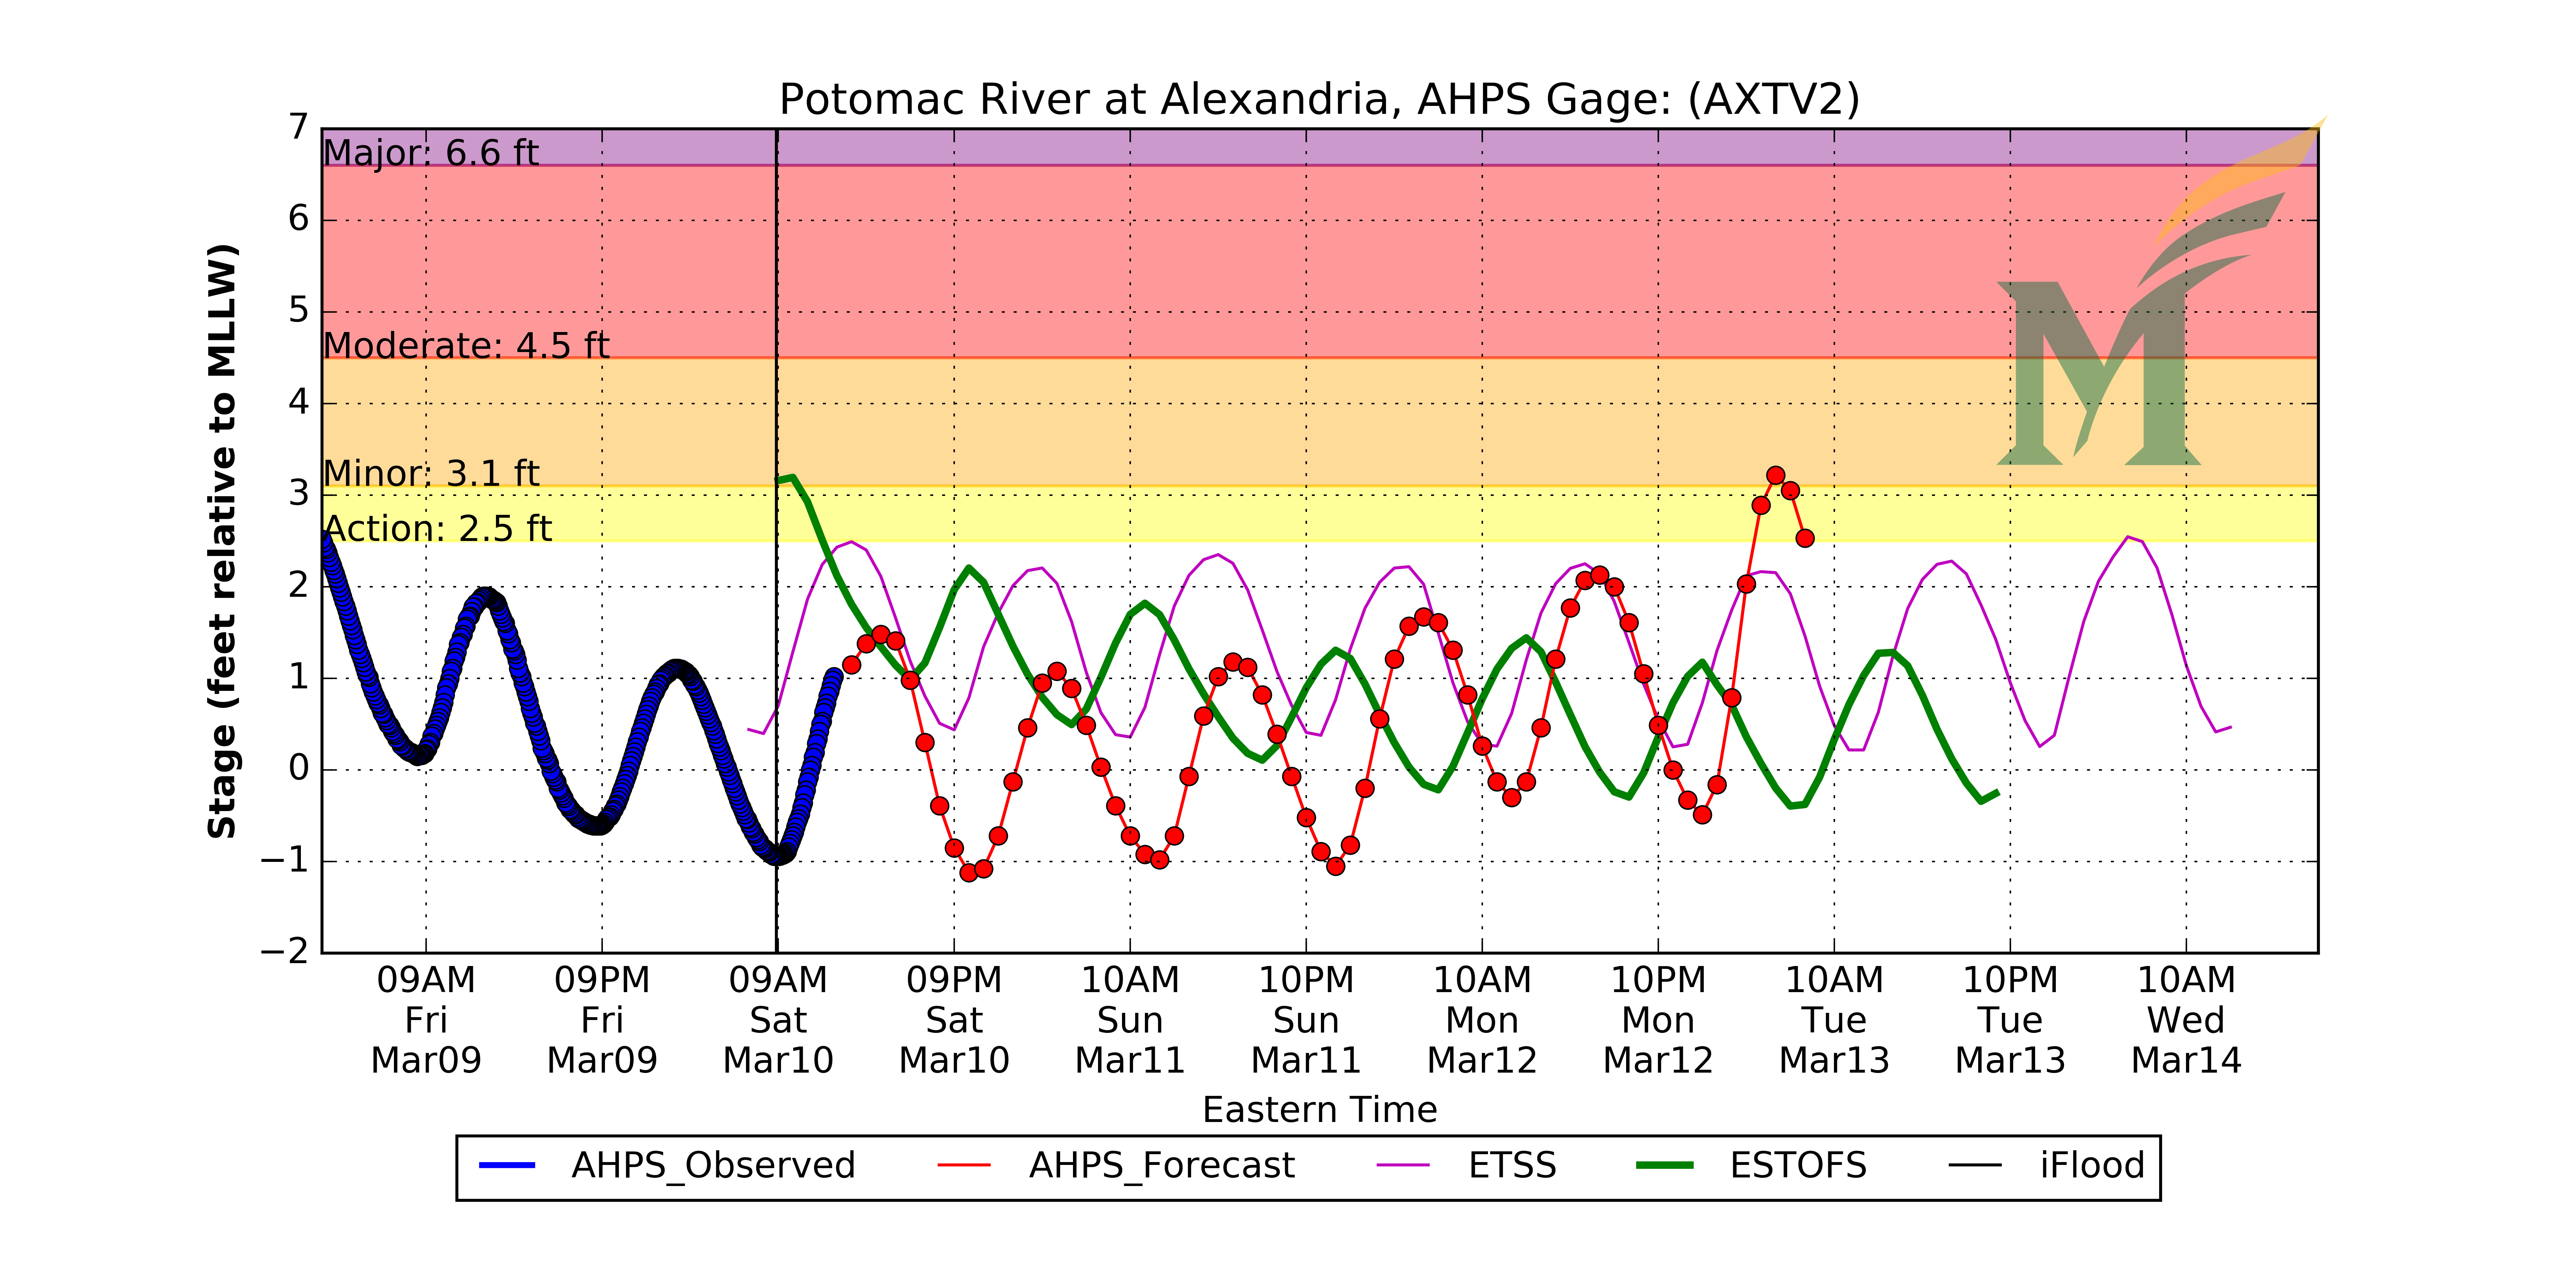 Potomac River at Alexandria, AHPS Gage: (AXTV2)
Stage (feet relative to MLLW)
7
6
5
4
3
2
1
0
−1
−2
Major: 6.6 ft
Moderate: 4.5 ft
Minor: 3.1 ft
Action: 2.5 ft
09AM 09PM 09AM 09PM 10AM 10PM 10AM 10PM 10AM 10PM 10AM
Fri Fri Sat Sat Sun Sun Mon Mon Tue Tue Wed
Mar09 Mar09 Mar10 Mar10 Mar11 Mar11 Mar12 Mar12 Mar13 Mar13 Mar14
Eastern Time
AHPS_Observed AHPS_Forecast ETSS ESTOFS iFlood
M